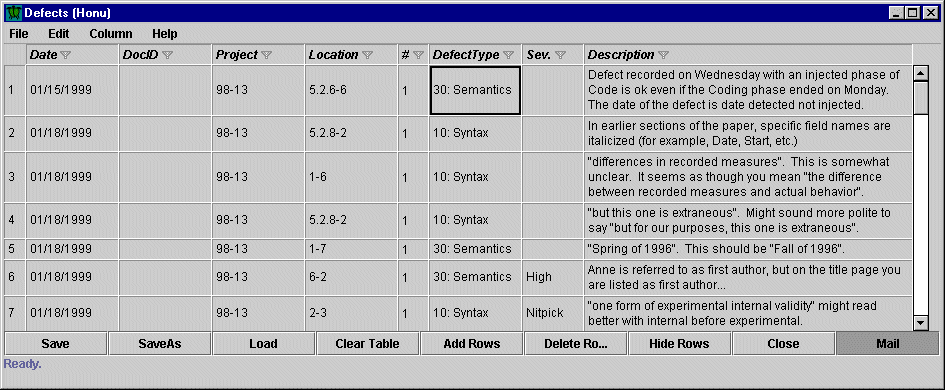 Defects (Honu)
File Edit Column Help
Date DocID Project Location # DefectType Sev. Description
1 01/15/1999 98-13 5.2.6-6 1 30: Semantics Defect recorded on Wednesday with an injected phase of
Code is ok even if the Coding phase ended on Monday.
The date of the defect is date detected not injected.
2 01/18/1999 98-13 5.2.8-2 1 10: Syntax In earlier sections of the paper, specific field names are
italicized (for example, Date, Start, etc.)
3 01/18/1999 98-13 1-6 1 10: Syntax "differences in recorded measures". This is somewhat
unclear. It seems as though you mean "the difference
between recorded measures and actual behavior".
4 01/18/1999 98-13 5.2.8-2 1 10: Syntax "but this one is extraneous". Might sound more polite to
say "but for our purposes, this one is extraneous".
5 01/18/1999 98-13 1-7 1 30: Semantics "Spring of 1996". This should be "Fall of 1996".
6 01/18/1999 98-13 6-2 1 30: Semantics High Anne is referred to as first author, but on the title page you
are listed as first author...
7 01/18/1999 98-13 2-3 1 10: Syntax Nitpick "one form of experimental internal validity" might read
better with internal before experimental.
Save SaveAs Load Clear Table Add Rows Delete Ro... Hide Rows Close Mail
Ready.